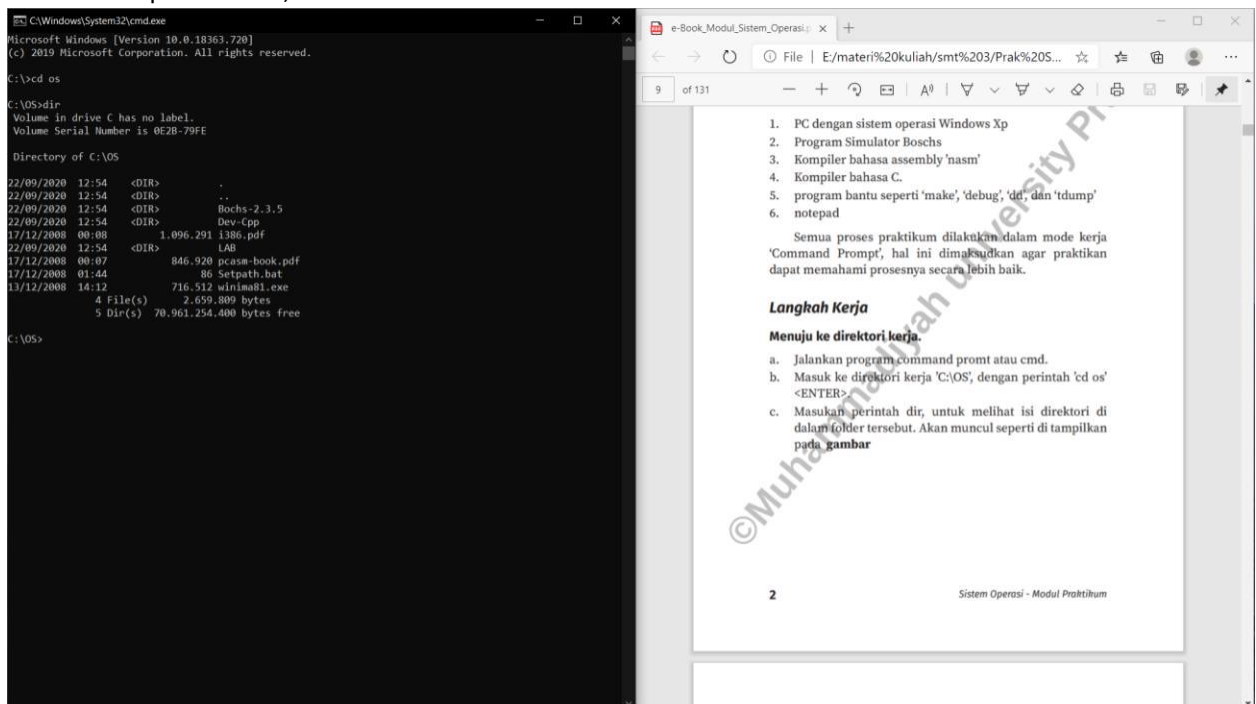 C:\Windows\System32\cmd.exe
Microsoft Windows [Version 10.0.18363.720]
(c) 2019 Microsoft Corporation. All rights reserved.
C:\>cd os
C:\OS>dir
Volume in drive C has no label.
Volume Serial Number is 0E2B-79FE
Directory of C:\OS
22/09/2020 12:54 <DIR> .
22/09/2020 12:54 <DIR> ..
22/09/2020 12:54 <DIR> Bochs-2.3.5
22/09/2020 12:54 <DIR> Dev-Cpp
17/12/2008 00:08 1.096.291 i386.pdf
22/09/2020 12:54 <DIR> LAB
17/12/2008 00:07 846.920 pcasm-book.pdf
17/12/2008 01:44 86 Setpath.bat
13/12/2008 14:12 716.512 winima81.exe
4 File(s) 2.659.809 bytes
5 Dir(s) 70.961.254.400 bytes free
C:\OS>
e-Book_Modul_Sistem_Operasi.p
File | E:/materi%20kuliah/smt%203/Prak%20S...
9 of 131
1. PC dengan sistem operasi Windows Xp
2. Program Simulator Boschs
3. Kompiler bahasa assembly 'nasm'
4. Kompiler bahasa C.
5. program bantu seperti 'make', 'debug', 'dd', dan 'tdump'
6. notepad
Semua proses praktikum dilakukan dalam mode kerja
'Command Prompt', hal ini dimaksudkan agar praktikan
dapat memahami prosesnya secara lebih baik.
Langkah Kerja
Menuju ke direktori kerja.
a. Jalankan program command promt atau cmd.
b. Masuk ke direktori kerja 'C:\OS', dengan perintah 'cd os'
<ENTER>.
c. Masukan perintah dir, untuk melihat isi direktori di
dalam folder tersebut. Akan muncul seperti di tampilkan
pada gambar
©Muhammadiyah university Pr
2 Sistem Operasi - Modul Praktikum